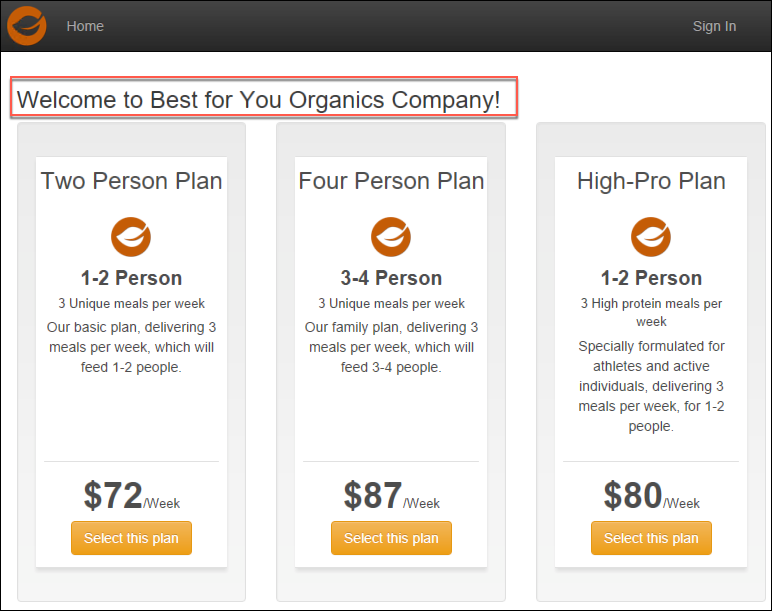 Home
Sign In
Welcome to Best for You Organics Company!
Two Person Plan
1-2 Person
3 Unique meals per week
Our basic plan, delivering 3
meals per week, which will
feed 1-2 people.
$72/Week
Select this plan
Four Person Plan
3-4 Person
3 Unique meals per week
Our family plan, delivering 3
meals per week, which will
feed 3-4 people.
$87/Week
Select this plan
High-Pro Plan
1-2 Person
3 High protein meals per
week
Specially formulated for
athletes and active
individuals, delivering 3
meals per week, for 1-2
people.
$80/Week
Select this plan